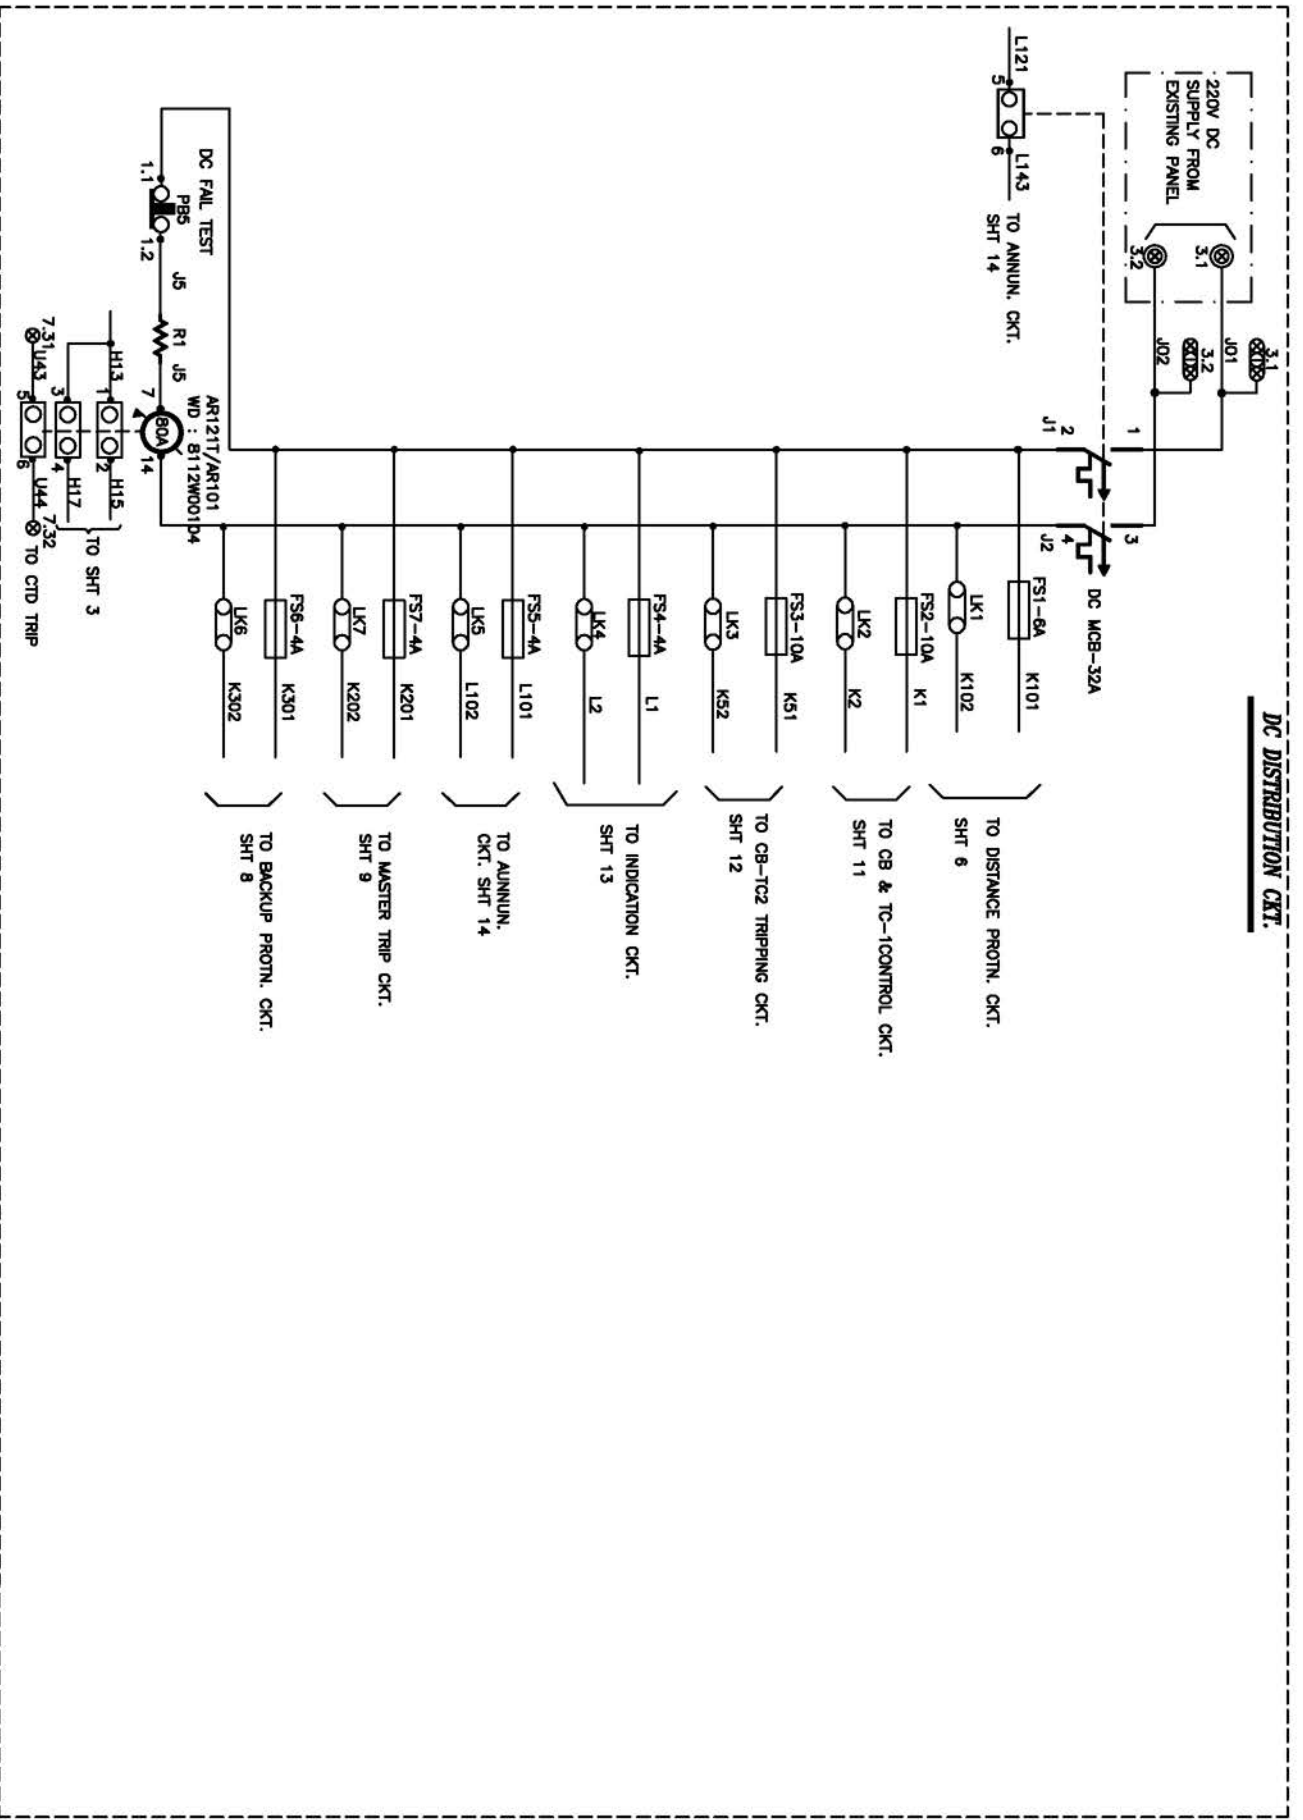 DC DISTRIBUTION CKT.
220V DC
SUPPLY FROM
EXISTING PANEL
3.1
3.2
3.1
J01
3.2
J02
L121
5
6
L143
TO ANNUN. CKT.
SHT 14
1
2
J1
3
4
J2
DC MCB-32A
FS1-6A
K101
LK1
K102
TO DISTANCE PROTN. CKT.
SHT 6
FS2-10A
K1
LK2
K2
TO CB & TC-1CONTROL CKT.
SHT 11
FS3-10A
K51
LK3
K52
TO CB-TC2 TRIPPING CKT.
SHT 12
FS4-4A
L1
LK4
L2
TO INDICATION CKT.
SHT 13
FS5-4A
L101
LK5
L102
TO AUNNUN.
CKT. SHT 14
FS7-4A
K201
LK7
K202
TO MASTER TRIP CKT.
SHT 9
FS6-4A
K301
LK6
K302
TO BACKUP PROTN. CKT.
SHT 8
DC FAIL TEST
PB5
1.1
1.2
J5
R1
J5
7
80A
14
AR121T/AR101
WD : 8112W001D4
H13
1
2
H15
3
4
H17
TO SHT 3
7.31
U43
5
6
U44
7.32
TO CTD TRIP